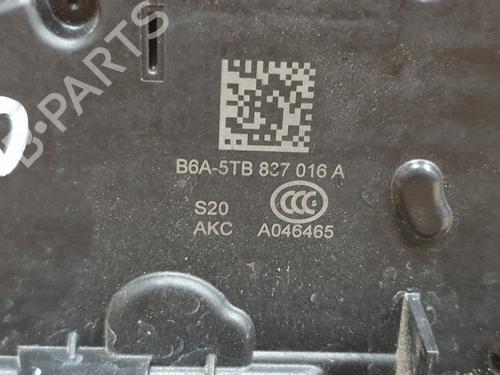 B-PARTS
B6A-5TB 837 016 A
S20
CCC S
AKC A046465